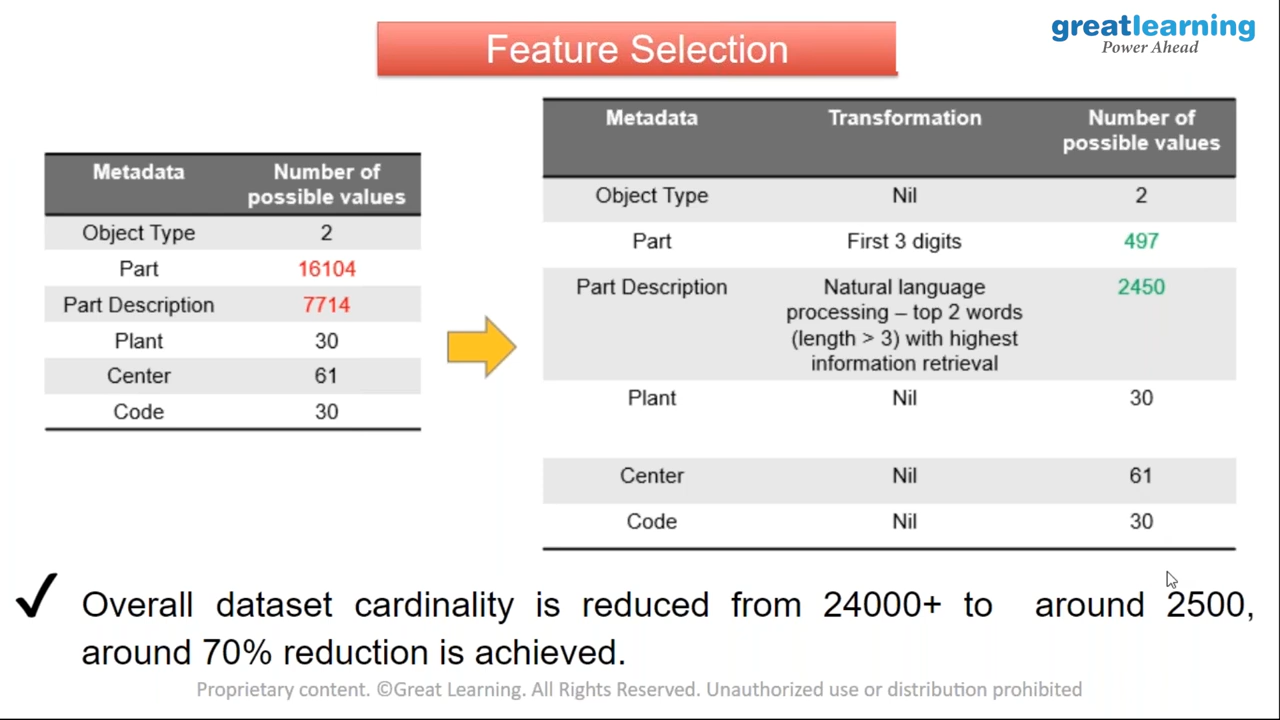 greatlearning
Power Ahead
Feature Selection
Metadata Number of possible values
Object Type 2
Part 16104
Part Description 7714
Plant 30
Center 61
Code 30
Metadata Transformation Number of possible values
Object Type Nil 2
Part First 3 digits 497
Part Description Natural language 2450
processing – top 2 words
(length > 3) with highest
information retrieval
Plant Nil 30
Center Nil 61
Code Nil 30
✓ Overall dataset cardinality is reduced from 24000+ to around 2500,
around 70% reduction is achieved.
Proprietary content. ©Great Learning. All Rights Reserved. Unauthorized use or distribution prohibited